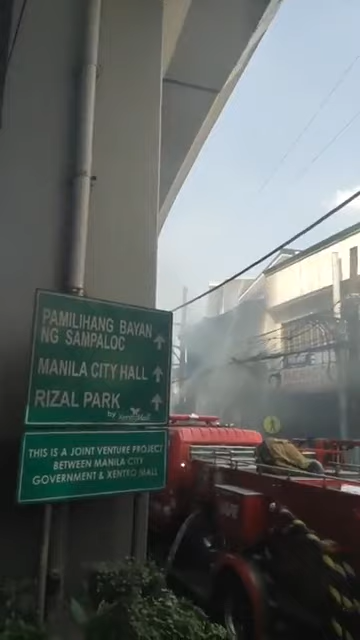 PAMILIHANG BAYAN
NG SAMPALOC
MANILA CITY HALL
RIZAL PARK
by
THIS IS A JOINT VENTURE PROJECT
BETWEEN MANILA CITY
GOVERNMENT & XENTRO MALL